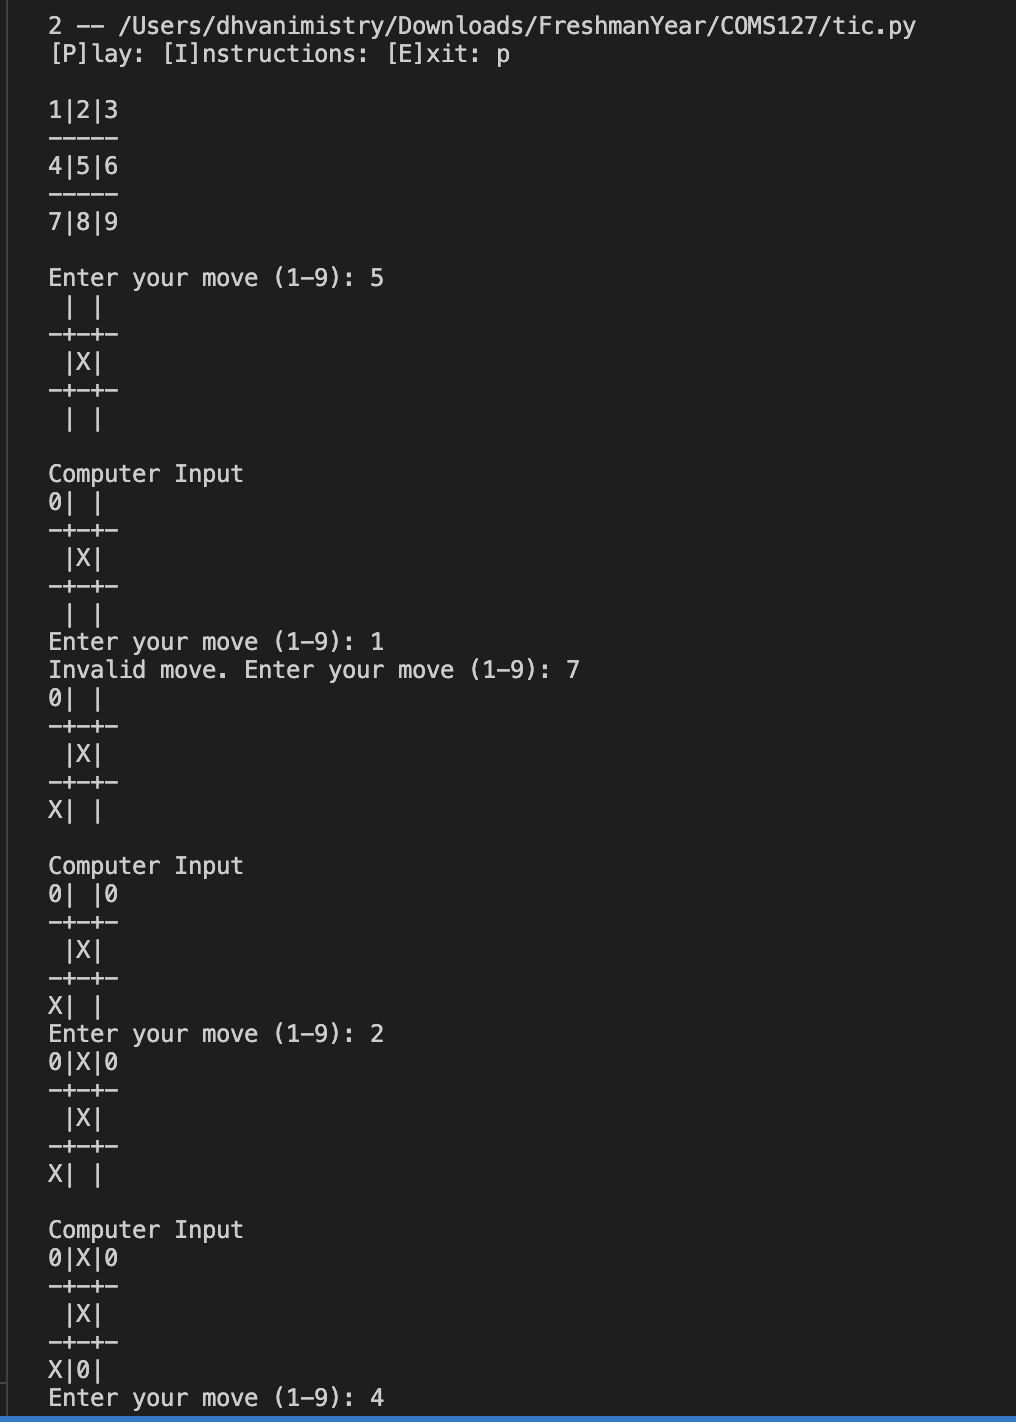 2 -- /Users/dhvanimistry/Downloads/FreshmanYear/COMS127/tic.py
[P]lay: [I]nstructions: [E]xit: p

1|2|3
-----
4|5|6
-----
7|8|9

Enter your move (1-9): 5
 | |
-+-+-
 |X|
-+-+-
 | |

Computer Input
0| |
-+-+-
 |X|
-+-+-
 | |
Enter your move (1-9): 1
Invalid move. Enter your move (1-9): 7
0| |
-+-+-
 |X|
-+-+-
X| |

Computer Input
0| |0
-+-+-
 |X|
-+-+-
X| |
Enter your move (1-9): 2
0|X|0
-+-+-
 |X|
-+-+-
X| |

Computer Input
0|X|0
-+-+-
 |X|
-+-+-
X|0|
Enter your move (1-9): 4